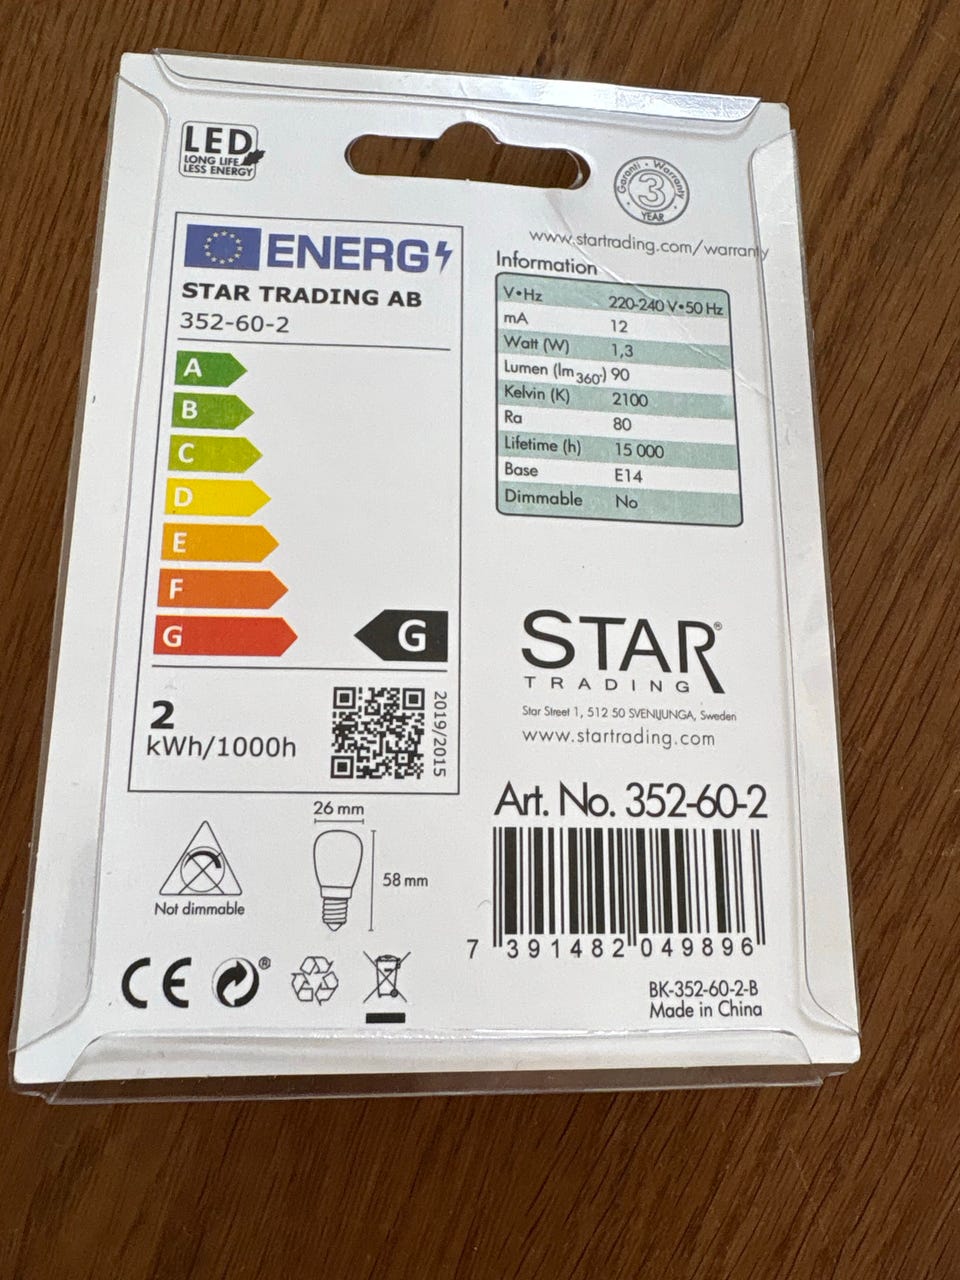 LED
LONG LIFE
LESS ENERGY
Garanti • Warranty
3
YEAR
www.startrading.com/warranty
ENERG
STAR TRADING AB
352-60-2
A
B
C
D
E
F
G
G
2
kWh/1000h
2019/2015
Information
V•Hz 220-240 V•50 Hz
mA 12
Watt (W) 1,3
Lumen (lm360°) 90
Kelvin (K) 2100
Ra 80
Lifetime (h) 15 000
Base E14
Dimmable No
STAR®
TRADING
Star Street 1, 512 50 SVENLJUNGA, Sweden
www.startrading.com
Art. No. 352-60-2
7 391482 049896
BK-352-60-2-B
Made in China
26 mm
58 mm
Not dimmable
CE
®